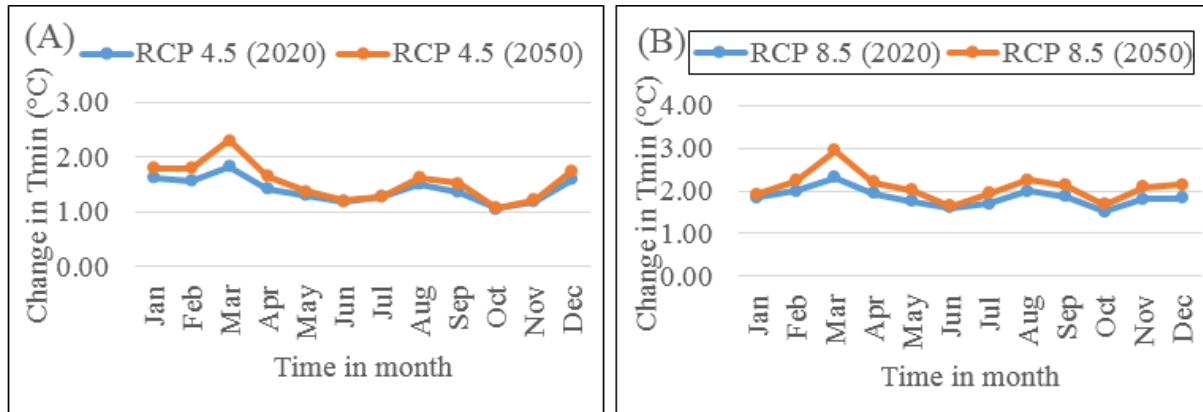 (A)
RCP 4.5 (2020) RCP 4.5 (2050)
Change in Tmin (°C)
3.00
2.00
1.00
0.00
Jan Feb Mar Apr May Jun Jul Aug Sep Oct Nov Dec
Time in month
(B)
RCP 8.5 (2020) RCP 8.5 (2050)
Change in Tmin (°C)
4.00
3.00
2.00
1.00
0.00
Jan Feb Mar Apr May Jun Jul Aug Sep Oct Nov Dec
Time in month